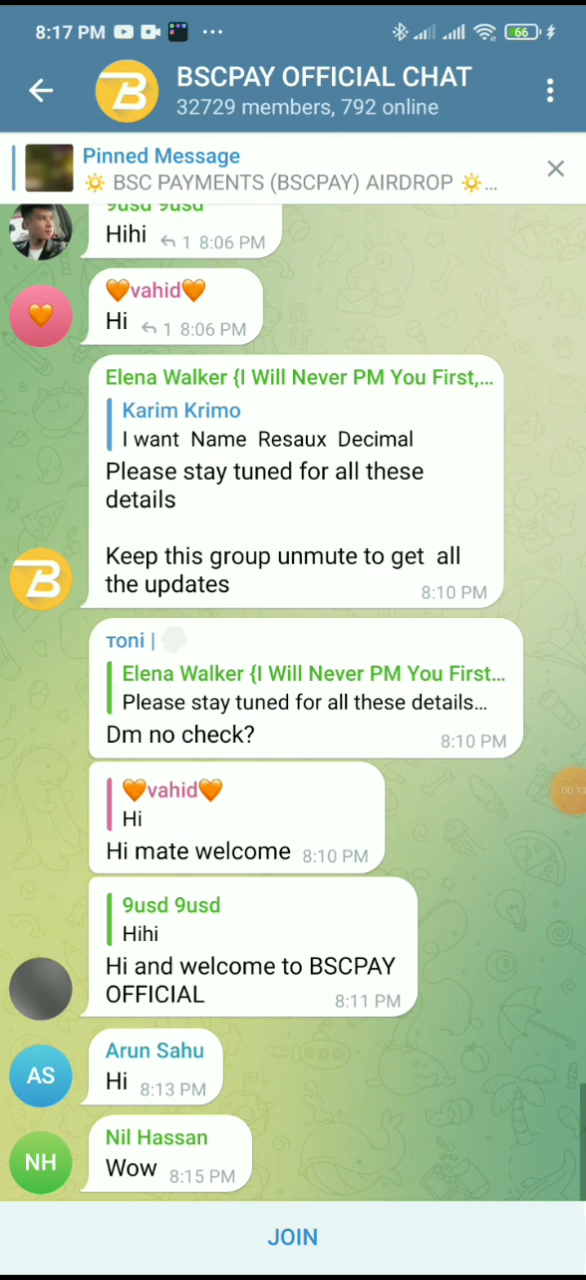 8:17 PM
66
BSCPAY OFFICIAL CHAT
32729 members, 792 online
Pinned Message
BSC PAYMENTS (BSCPAY) AIRDROP ...
9usd 9usd
Hihi 1 8:06 PM
🧡vahid🧡
Hi 1 8:06 PM
Elena Walker {I Will Never PM You First,...
Karim Krimo
I want Name Resaux Decimal
Please stay tuned for all these
details
Keep this group unmute to get all
the updates 8:10 PM
тoni |
Elena Walker {I Will Never PM You First...
Please stay tuned for all these details...
Dm no check? 8:10 PM
🧡vahid🧡
Hi
Hi mate welcome 8:10 PM
9usd 9usd
Hihi
Hi and welcome to BSCPAY
OFFICIAL 8:11 PM
00:13
Arun Sahu
AS
Hi 8:13 PM
Nil Hassan
NH
Wow 8:15 PM
JOIN